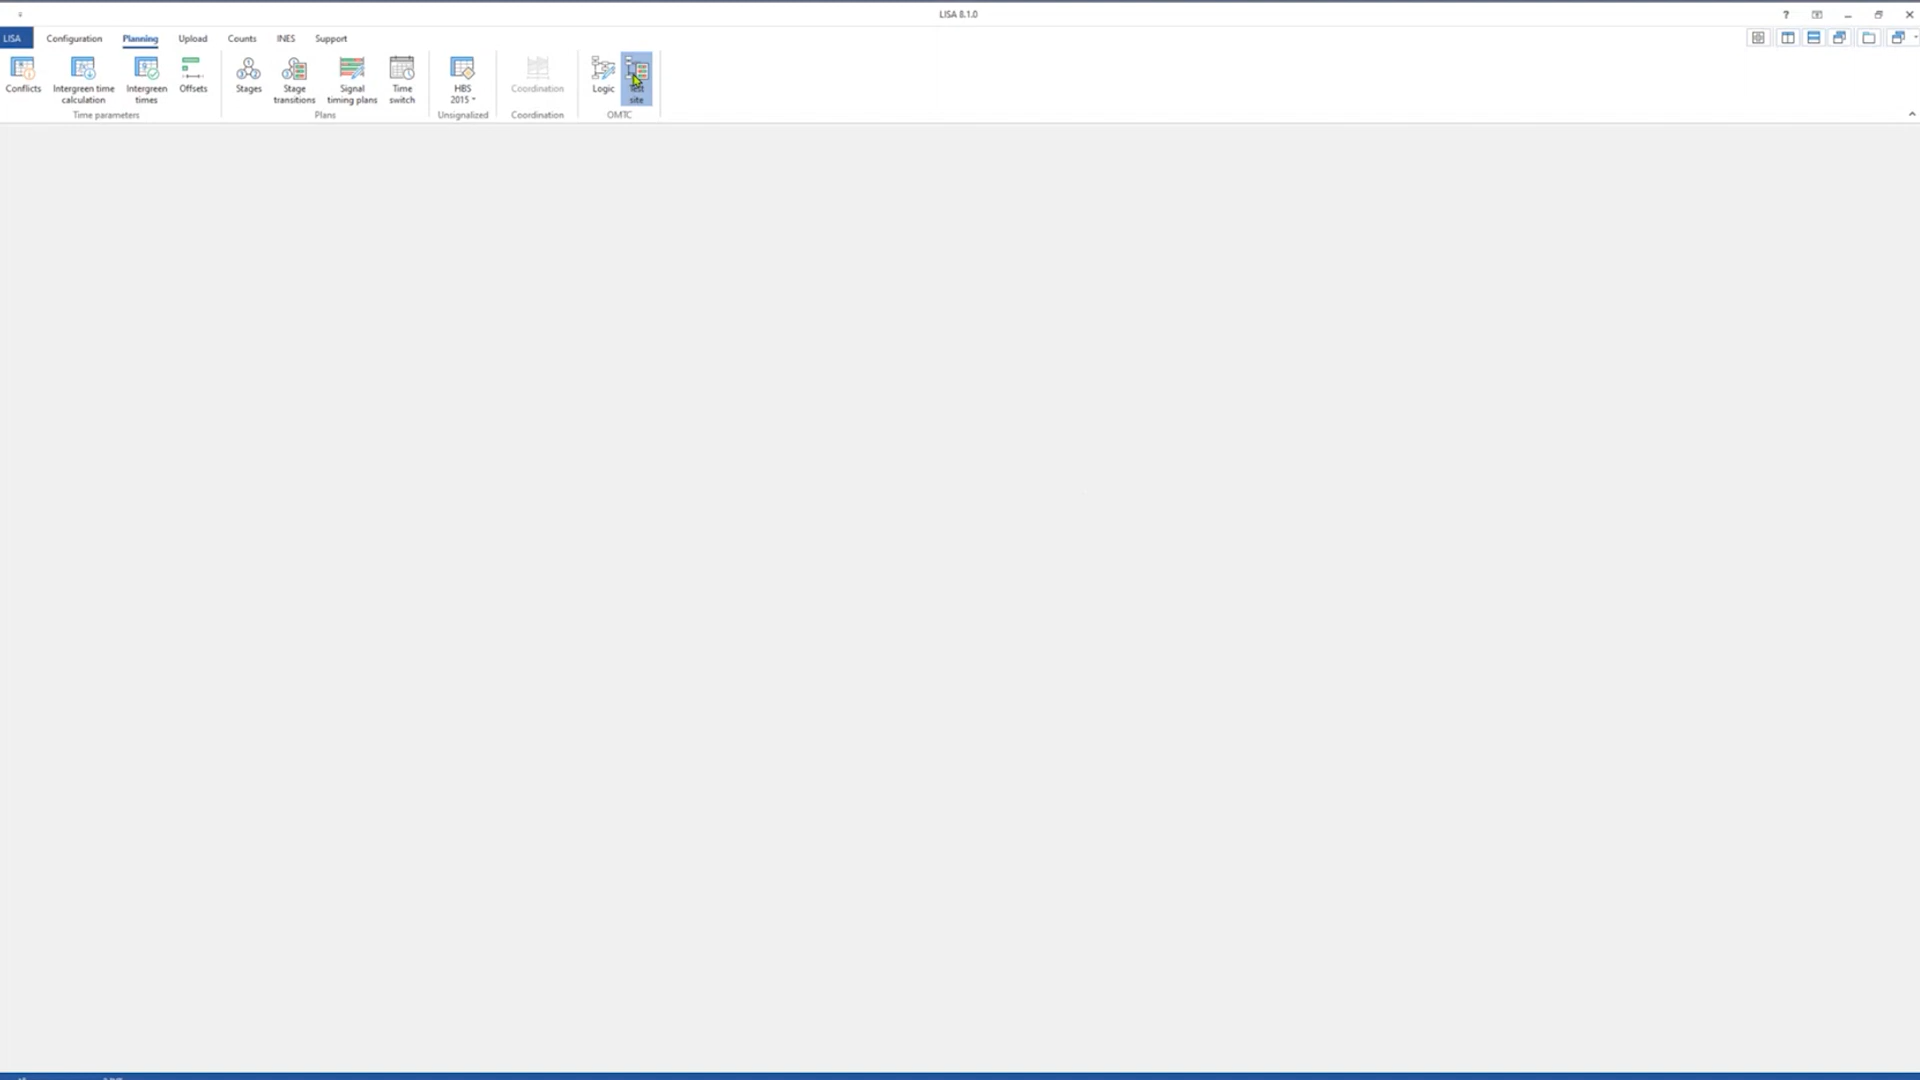 LISA 8.1.0
?
LISA Configuration Planning Upload Counts INES Support
Conflicts Intergreen time calculation Intergreen times Offsets Stages Stage transitions Signal timing plans Time switch HBS 2015 Coordination Logic site
Time parameters Plans Unsignalized Coordination OMTC